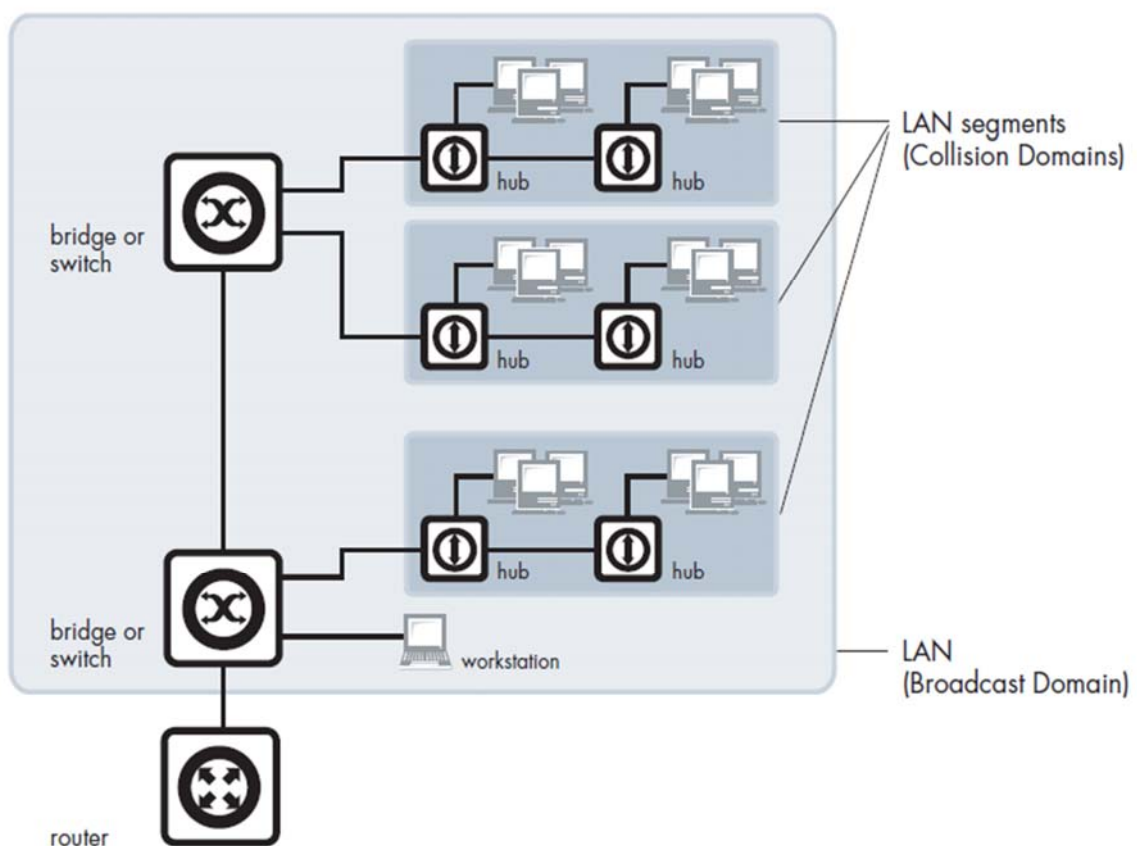 hub
hub
LAN segments
(Collision Domains)
bridge or
switch
hub
hub
hub
hub
bridge or
switch
workstation
LAN
(Broadcast Domain)
router